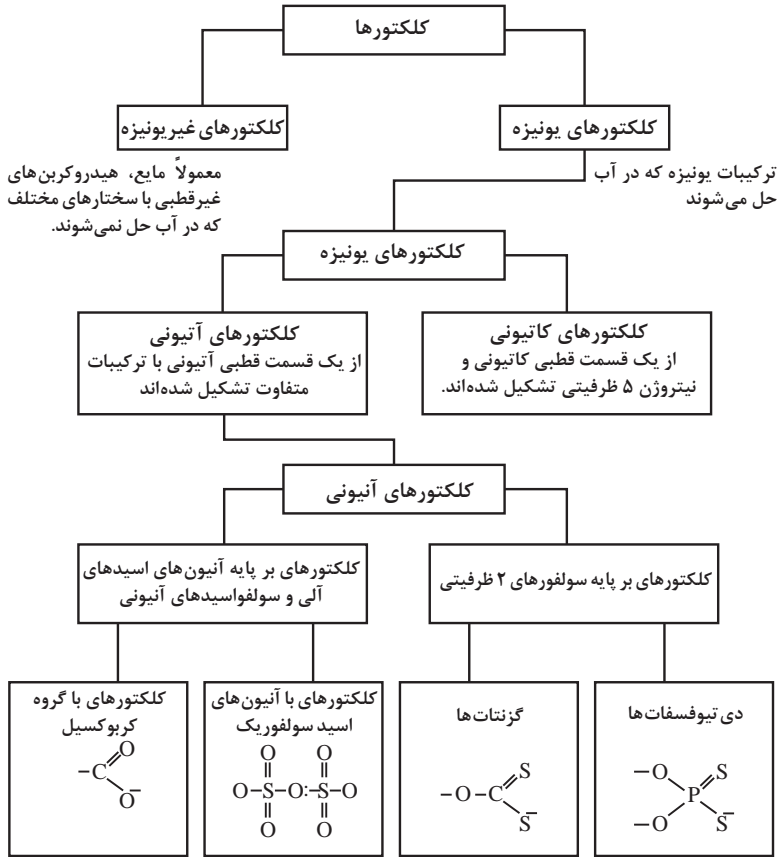 کلکتورها
کلکتورهای یونیزه
کلکتورهای غیریونیزه
ترکیبات یونیزه که در آب
حل می‌شوند
معمولاً مایع، هیدروکربن‌های
غیرقطبی با سختارهای مختلف
که در آب حل نمی‌شوند.
کلکتورهای یونیزه
کلکتورهای کاتیونی
از یک قسمت قطبی کاتیونی و
نیتروژن ۵ ظرفیتی تشکیل شده‌اند.
کلکتورهای آتیونی
از یک قسمت قطبی آتیونی با ترکیبات
متفاوت تشکیل شده‌اند
کلکتورهای آنیونی
کلکتورهای بر پایه سولفورهای ۲ ظرفیتی
کلکتورهای بر پایه آنیون‌های اسیدهای
آلی و سولفواسیدهای آنیونی
دی تیوفسفات‌ها
–O
S
P
–O
S–
گزنتات‌ها
S
–O–C
S–
کلکتورهای با آنیون‌های
اسید سولفوریک
O O
O–S–O:–S–O
O O
کلکتورهای با گروه
کربوکسیل
O
–C
O–